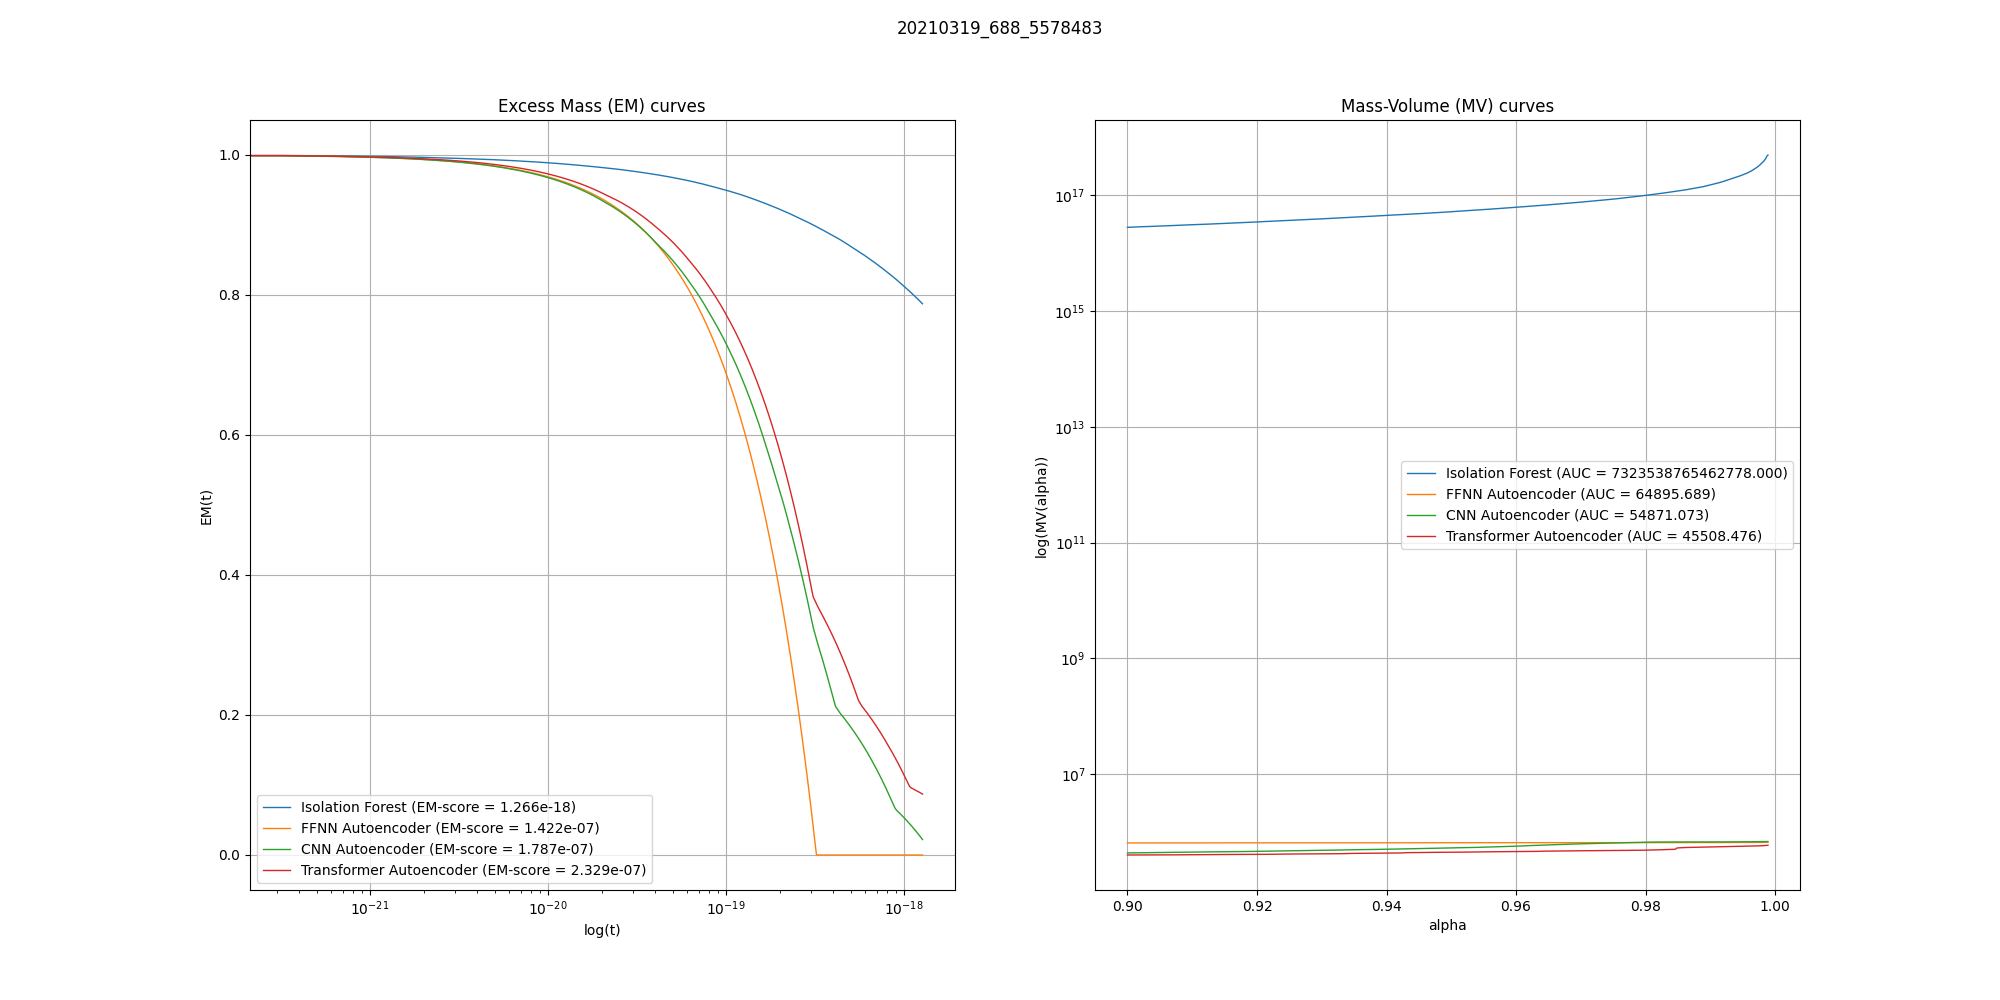 20210319_688_5578483
Excess Mass (EM) curves
EM(t)
1.0
0.8
0.6
0.4
0.2
0.0
Isolation Forest (EM-score = 1.266e-18)
FFNN Autoencoder (EM-score = 1.422e-07)
CNN Autoencoder (EM-score = 1.787e-07)
Transformer Autoencoder (EM-score = 2.329e-07)
10⁻²¹ 10⁻²⁰ 10⁻¹⁹ 10⁻¹⁸
log(t)
Mass-Volume (MV) curves
log(MV(alpha))
10¹⁷
10¹⁵
10¹³
10¹¹
10⁹
10⁷
Isolation Forest (AUC = 7323538765462778.000)
FFNN Autoencoder (AUC = 64895.689)
CNN Autoencoder (AUC = 54871.073)
Transformer Autoencoder (AUC = 45508.476)
0.90 0.92 0.94 0.96 0.98 1.00
alpha